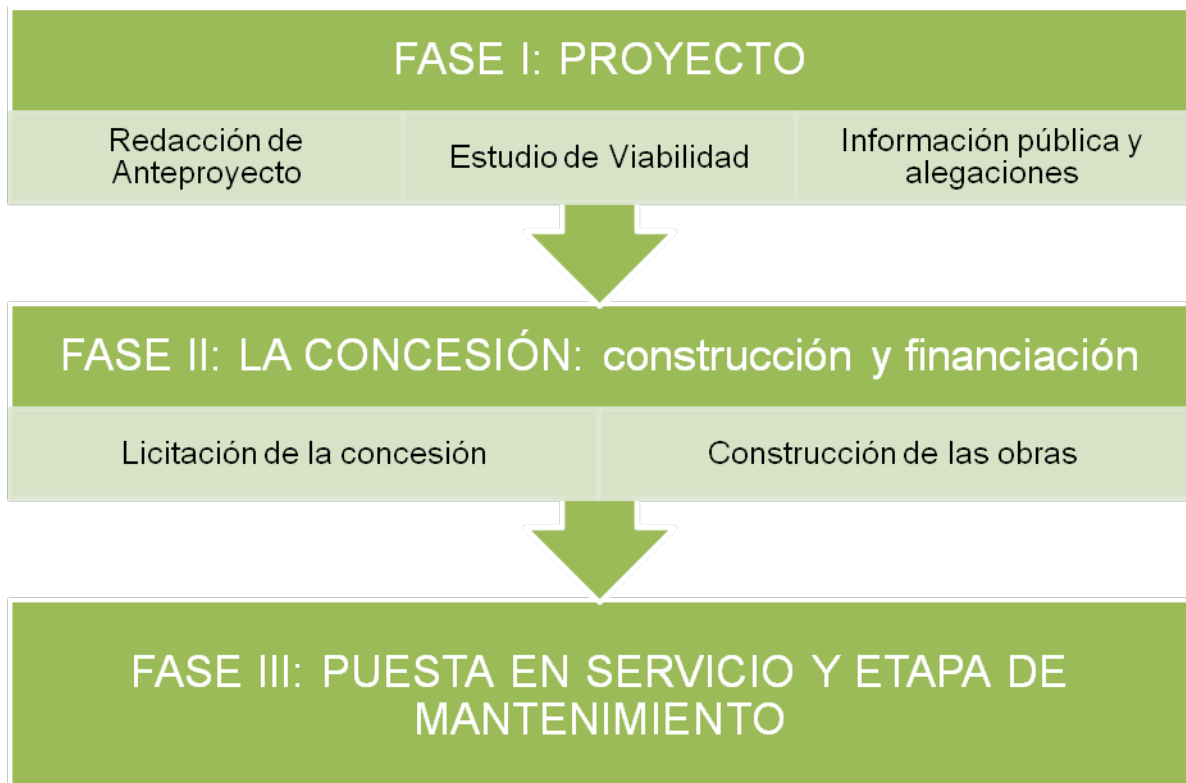 FASE I: PROYECTO
Redacción de
Anteproyecto
Estudio de Viabilidad
Información pública y
alegaciones
FASE II: LA CONCESIÓN: construcción y financiación
Licitación de la concesión
Construcción de las obras
FASE III: PUESTA EN SERVICIO Y ETAPA DE
MANTENIMIENTO